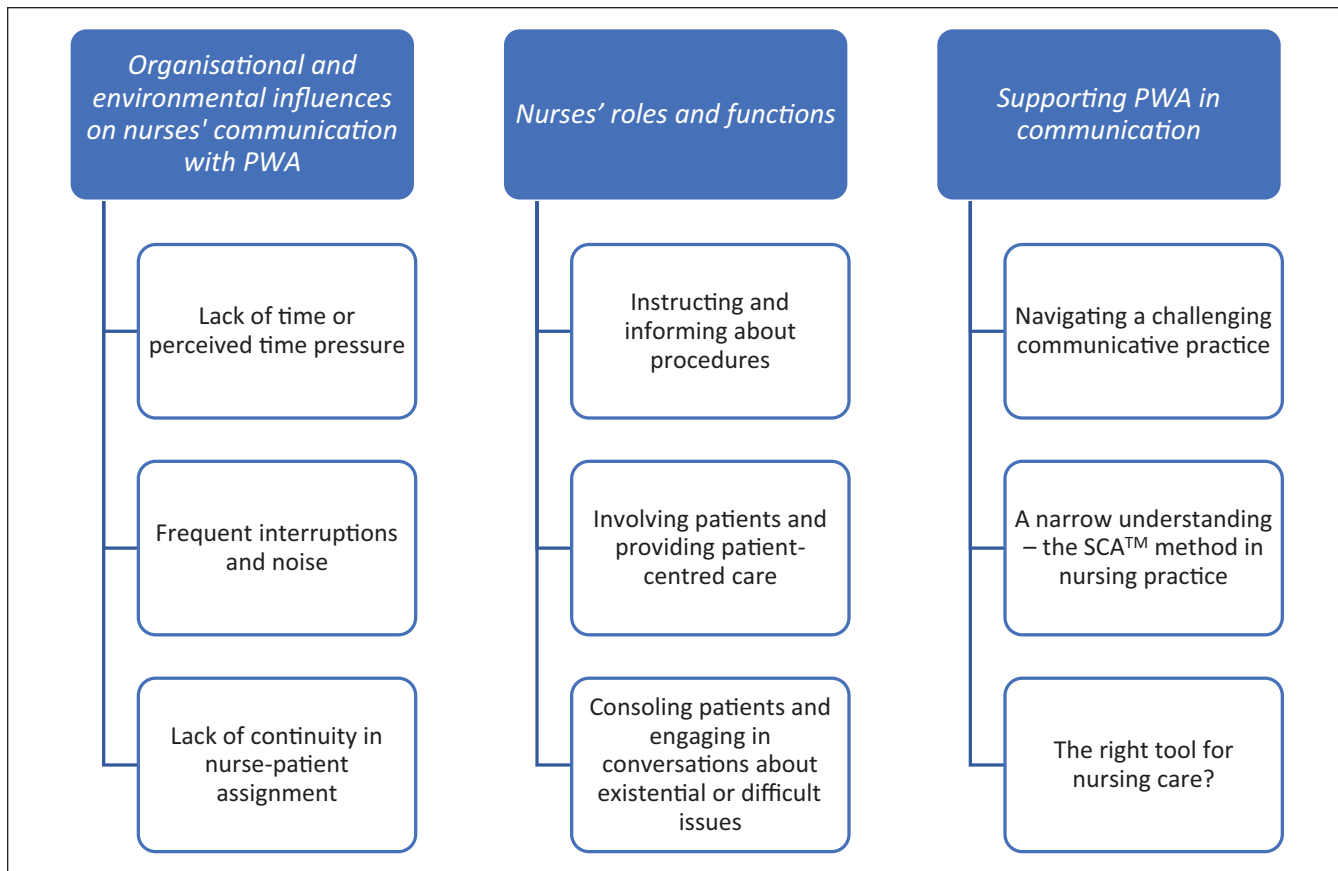 Organisational and
environmental influences
on nurses' communication
with PWA
Lack of time or
perceived time pressure
Frequent interruptions
and noise
Lack of continuity in
nurse-patient
assignment
Nurses’ roles and functions
Instructing and
informing about
procedures
Involving patients and
providing patient-
centred care
Consoling patients and
engaging in
conversations about
existential or difficult
issues
Supporting PWA in
communication
Navigating a challenging
communicative practice
A narrow understanding
– the SCA™ method in
nursing practice
The right tool for
nursing care?